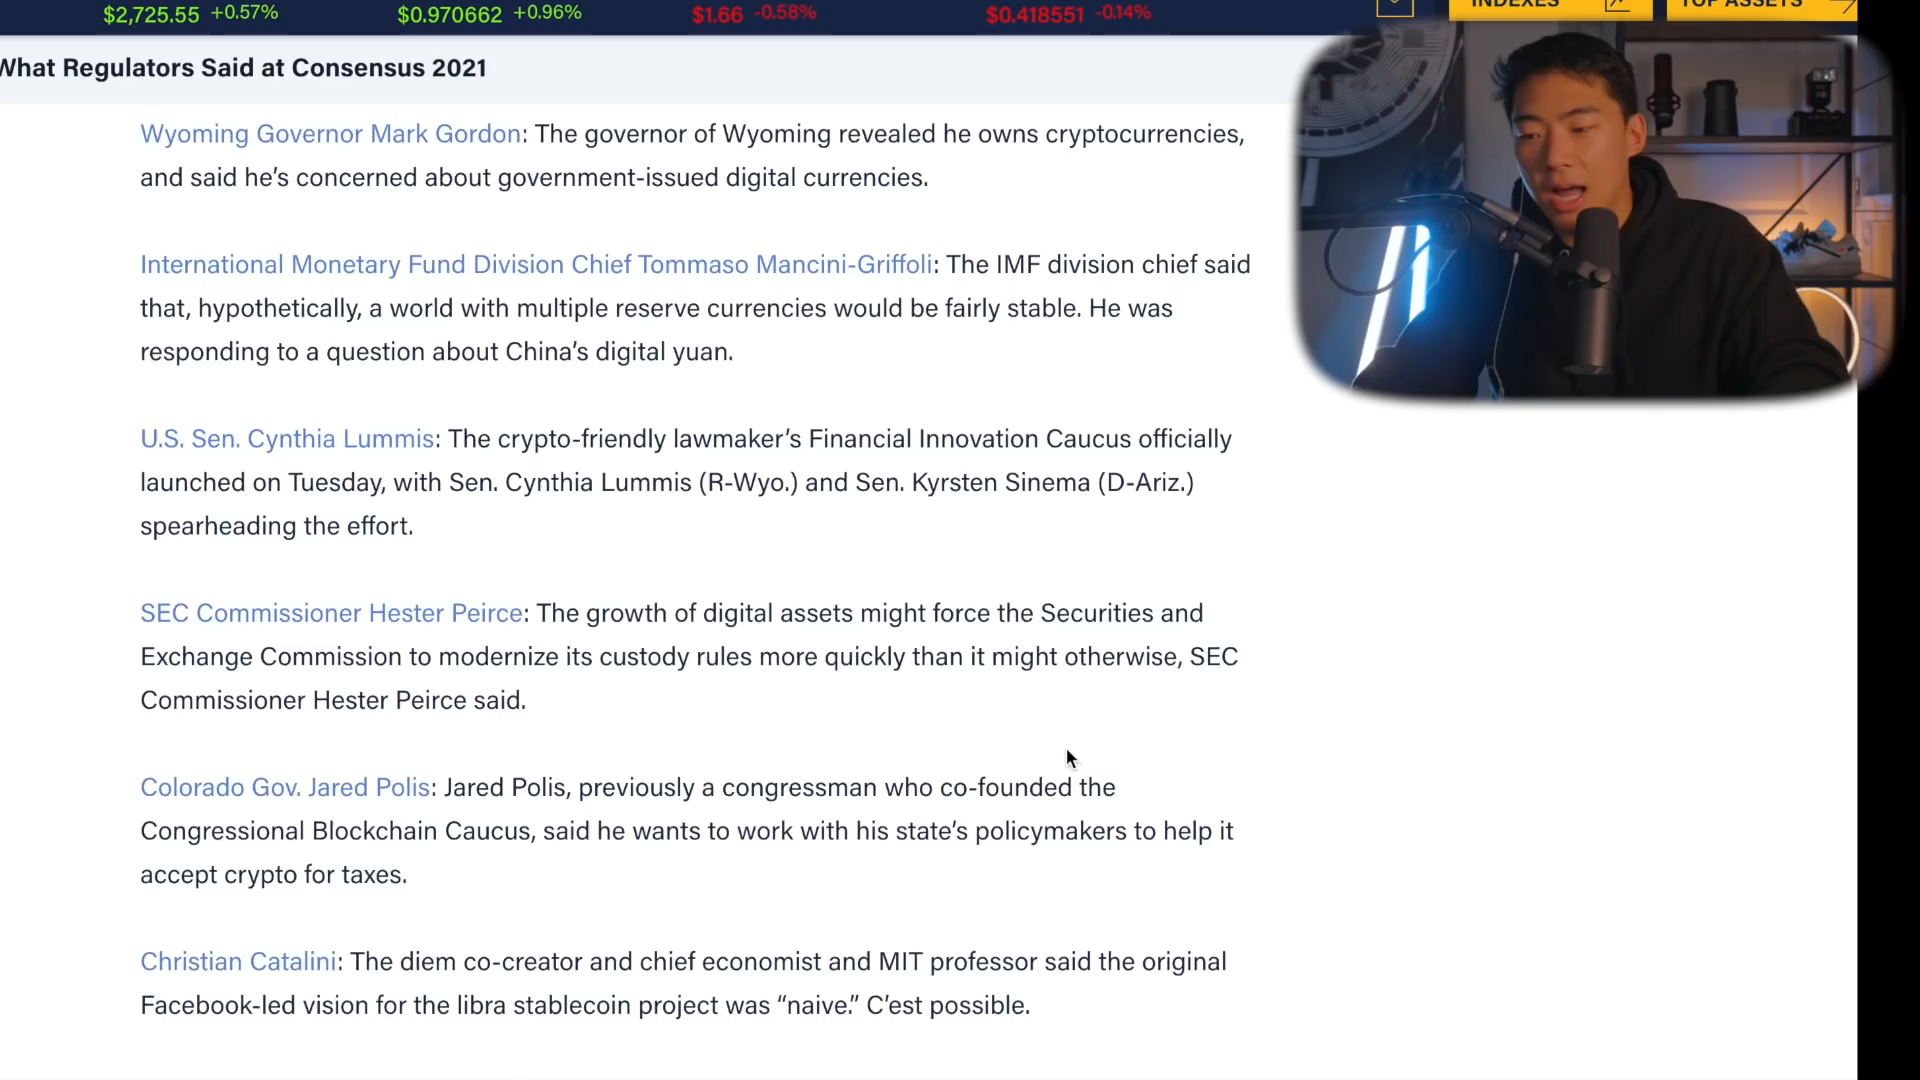 $2,725.55 +0.57% $0.970662 +0.96% $1.66 -0.58% $0.418551 -0.14% INDEXES TOP ASSETS
What Regulators Said at Consensus 2021
Wyoming Governor Mark Gordon: The governor of Wyoming revealed he owns cryptocurrencies,
and said he’s concerned about government-issued digital currencies.
International Monetary Fund Division Chief Tommaso Mancini-Griffoli: The IMF division chief said
that, hypothetically, a world with multiple reserve currencies would be fairly stable. He was
responding to a question about China’s digital yuan.
U.S. Sen. Cynthia Lummis: The crypto-friendly lawmaker’s Financial Innovation Caucus officially
launched on Tuesday, with Sen. Cynthia Lummis (R-Wyo.) and Sen. Kyrsten Sinema (D-Ariz.)
spearheading the effort.
SEC Commissioner Hester Peirce: The growth of digital assets might force the Securities and
Exchange Commission to modernize its custody rules more quickly than it might otherwise, SEC
Commissioner Hester Peirce said.
Colorado Gov. Jared Polis: Jared Polis, previously a congressman who co-founded the
Congressional Blockchain Caucus, said he wants to work with his state’s policymakers to help it
accept crypto for taxes.
Christian Catalini: The diem co-creator and chief economist and MIT professor said the original
Facebook-led vision for the libra stablecoin project was “naive.” C’est possible.